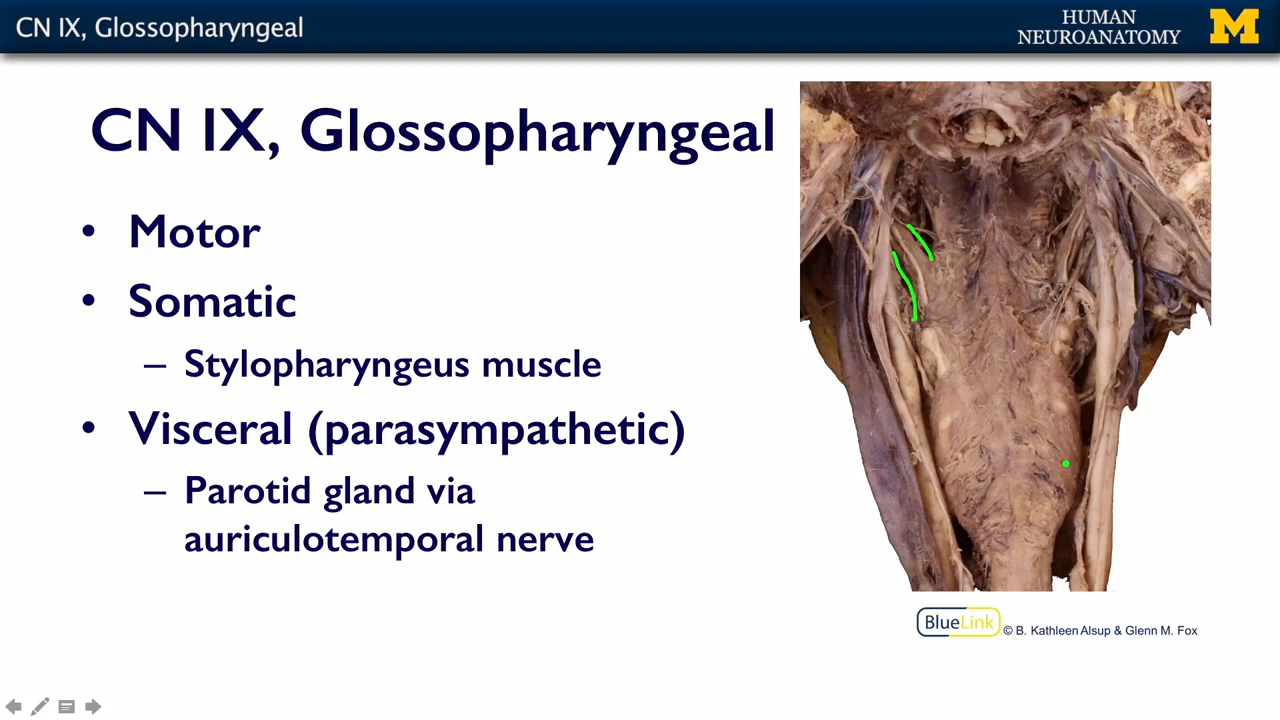 CN IX, Glossopharyngeal
HUMAN
NEUROANATOMY
M
CN IX, Glossopharyngeal
• Motor
• Somatic
– Stylopharyngeus muscle
• Visceral (parasympathetic)
– Parotid gland via
auriculotemporal nerve
BlueLink © B. Kathleen Alsup & Glenn M. Fox